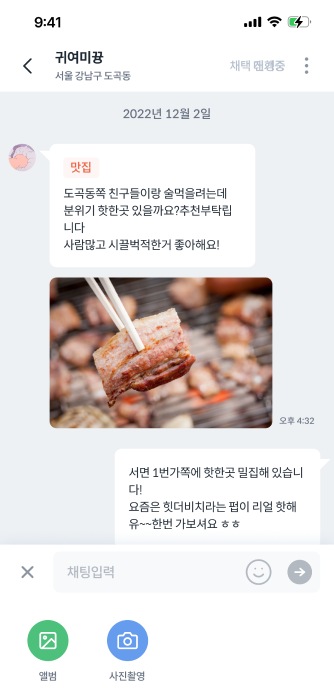 9:41
귀여미뀽
서울 강남구 도곡동
채택 대기중
2022년 12월 2일
맛집
도곡동쪽 친구들이랑 술먹을려는데
분위기 핫한곳 있을까요?추천부탁립
니다
사람많고 시끌벅적한거 좋아해요!
오후 4:32
서면 1번가쪽에 핫한곳 밀집해 있습니
다!
요즘은 힛더비치라는 펍이 리얼 핫해
유~~한번 가보셔요 ㅎㅎ
채팅입력
앨범
사진촬영